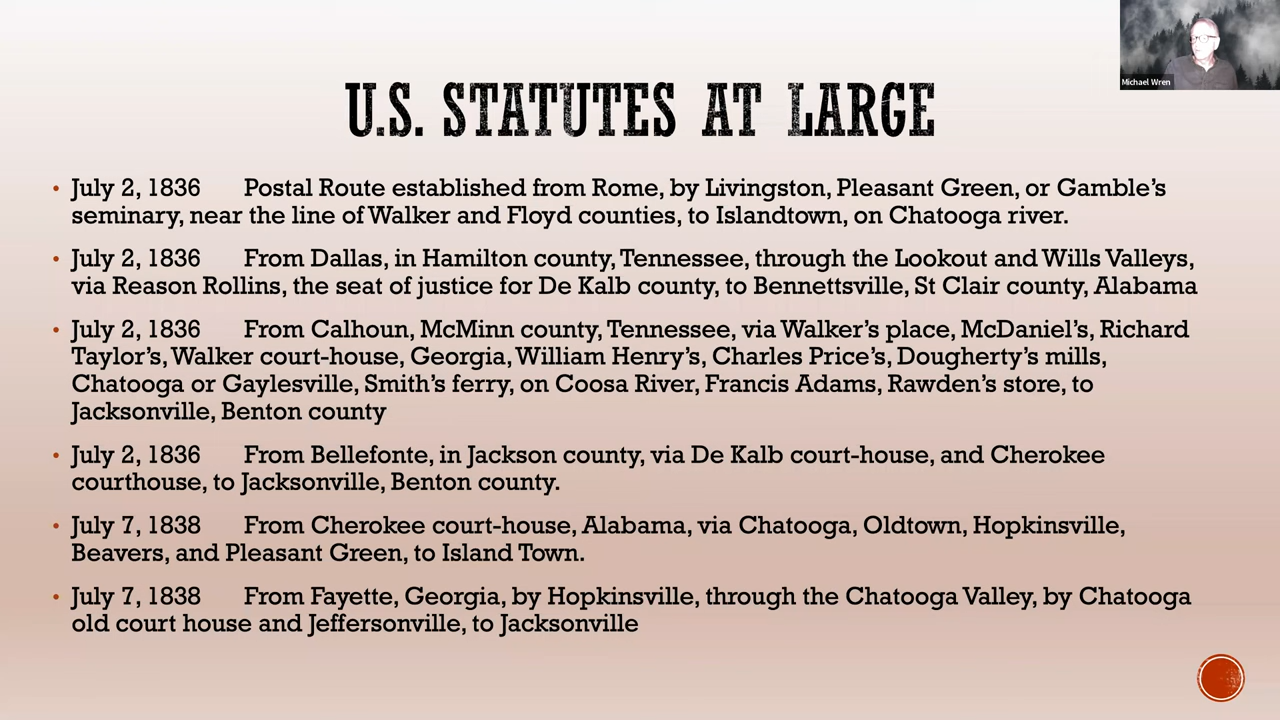 Michael Wren
U.S. STATUTES AT LARGE
• July 2, 1836 Postal Route established from Rome, by Livingston, Pleasant Green, or Gamble’s
seminary, near the line of Walker and Floyd counties, to Islandtown, on Chatooga river.
• July 2, 1836 From Dallas, in Hamilton county, Tennessee, through the Lookout and Wills Valleys,
via Reason Rollins, the seat of justice for De Kalb county, to Bennettsville, St Clair county, Alabama
• July 2, 1836 From Calhoun, McMinn county, Tennessee, via Walker’s place, McDaniel’s, Richard
Taylor’s, Walker court-house, Georgia, William Henry’s, Charles Price’s, Dougherty’s mills,
Chatooga or Gaylesville, Smith’s ferry, on Coosa River, Francis Adams, Rawden’s store, to
Jacksonville, Benton county
• July 2, 1836 From Bellefonte, in Jackson county, via De Kalb court-house, and Cherokee
courthouse, to Jacksonville, Benton county.
• July 7, 1838 From Cherokee court-house, Alabama, via Chatooga, Oldtown, Hopkinsville,
Beavers, and Pleasant Green, to Island Town.
• July 7, 1838 From Fayette, Georgia, by Hopkinsville, through the Chatooga Valley, by Chatooga
old court house and Jeffersonville, to Jacksonville